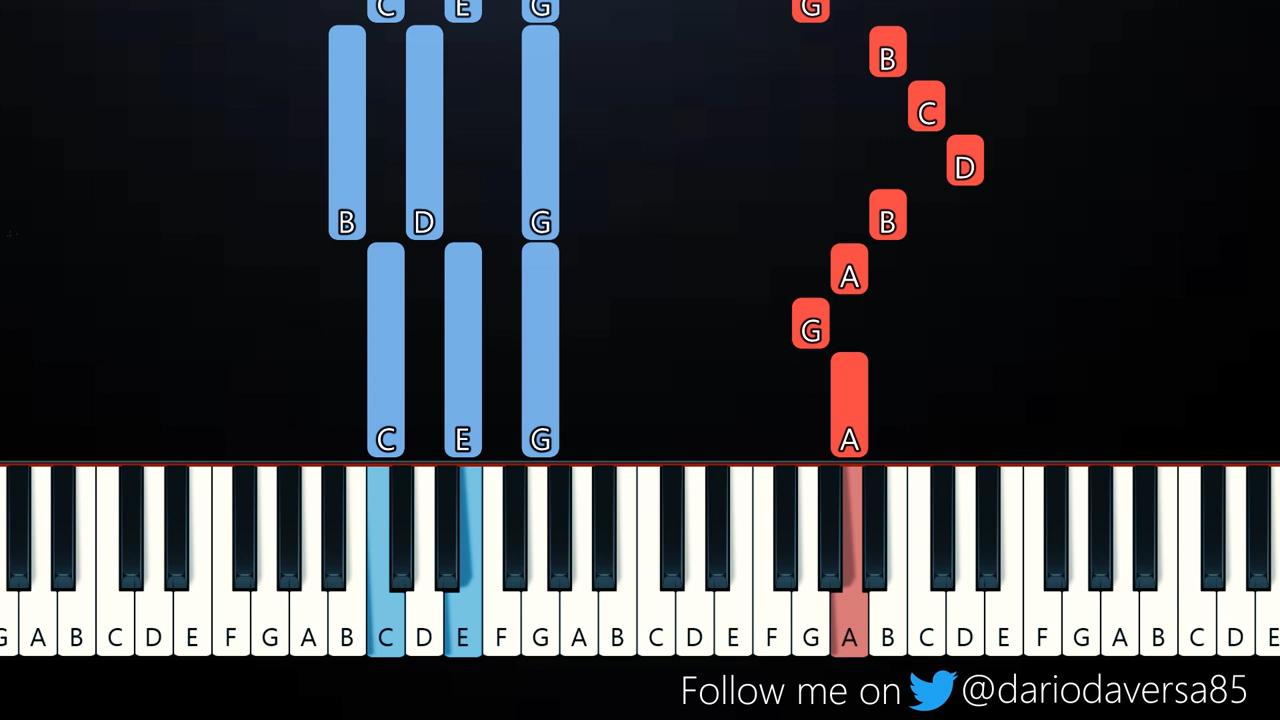 C E G G
B
C
D
B D G B
A
G
C E G A
G A B C D E F G A B C D E F G A B C D E F G A B C D E F G A B C D E
Follow me on @dariodaversa85